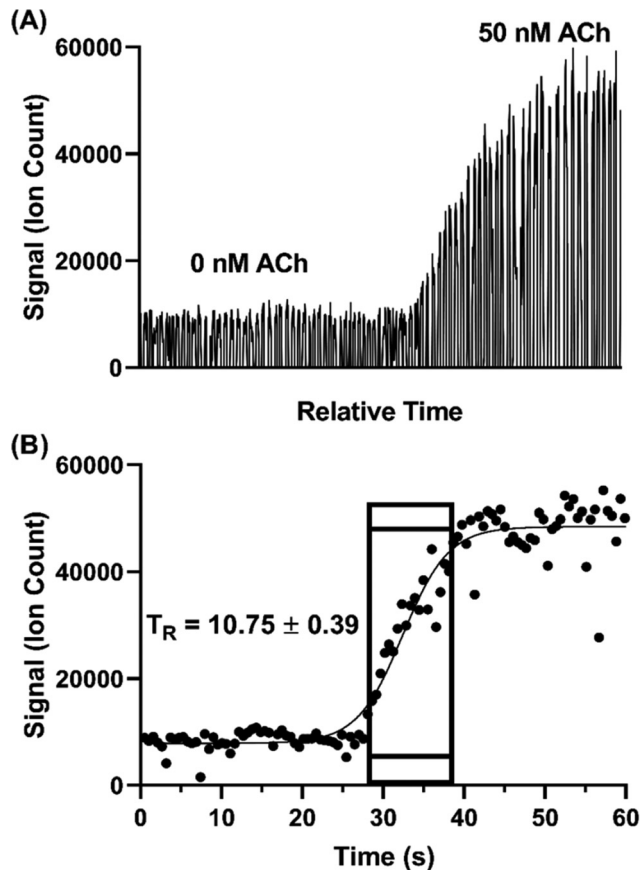 (A)
60000
50 nM ACh
40000
Signal (Ion Count)
20000
0 nM ACh
0
Relative Time
(B)
60000
40000
Signal (Ion Count)
T_R = 10.75 ± 0.39
20000
0
0 10 20 30 40 50 60
Time (s)